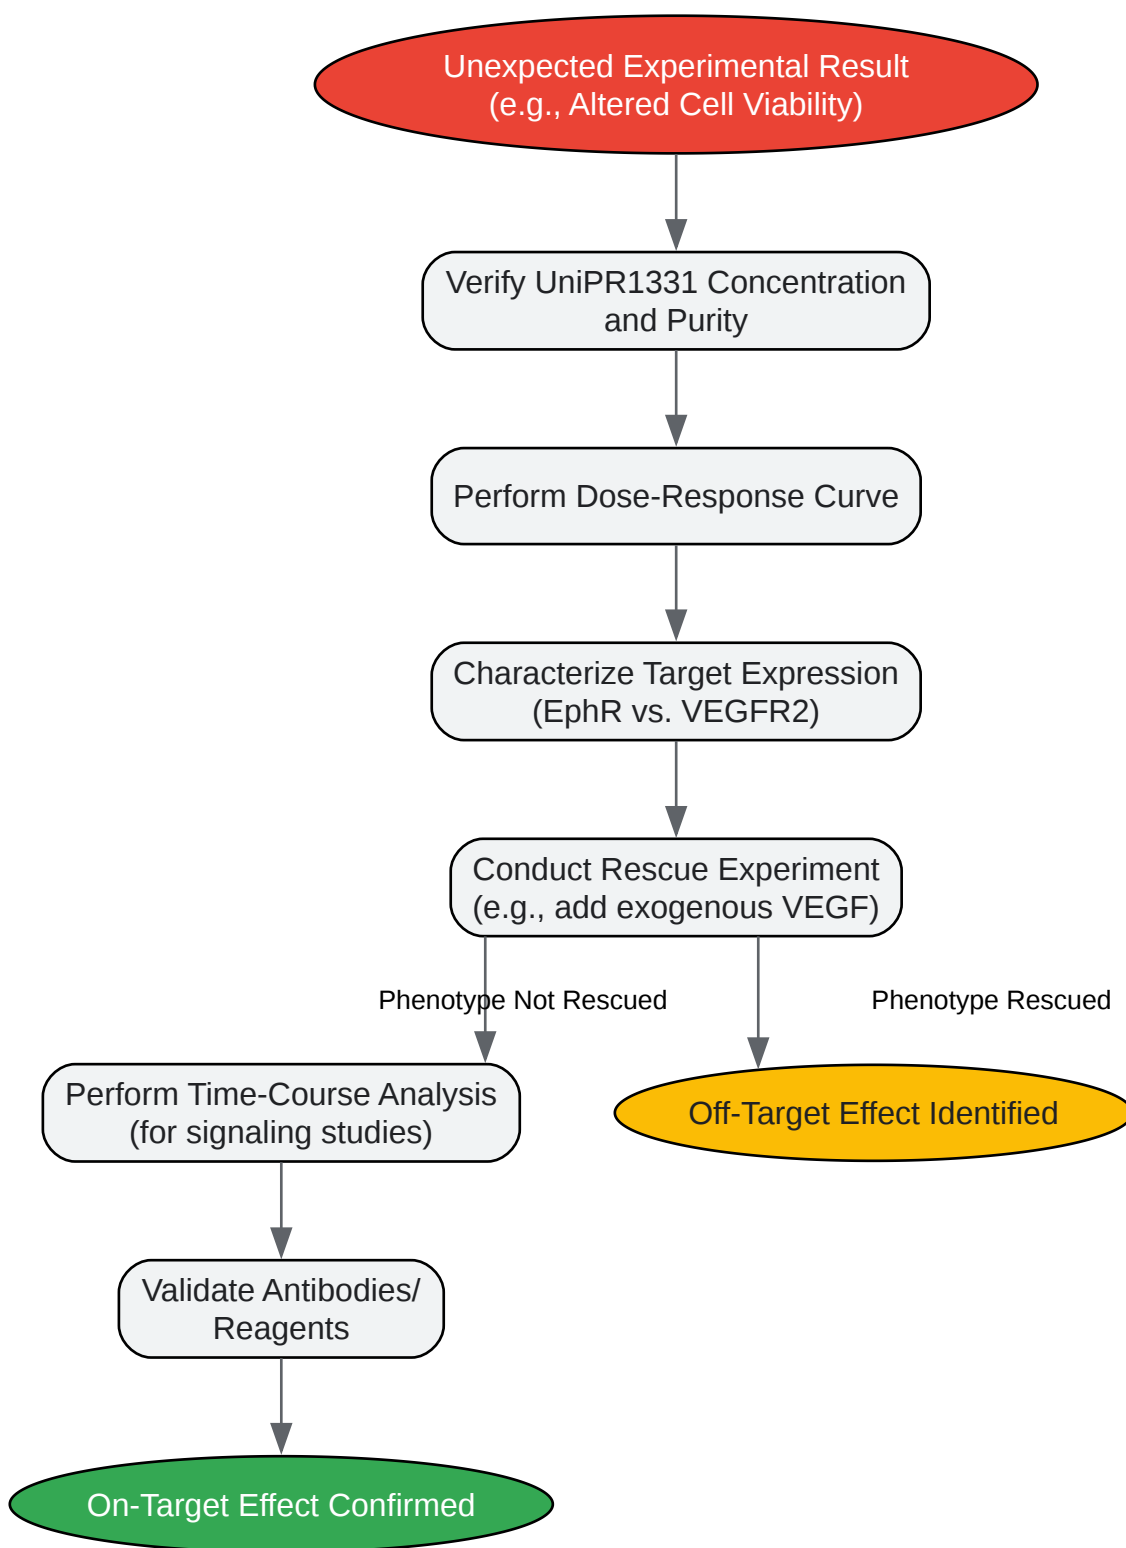 Unexpected Experimental Result
(e.g., Altered Cell Viability)
Verify UniPR1331 Concentration
and Purity
Perform Dose-Response Curve
Characterize Target Expression
(EphR vs. VEGFR2)
Conduct Rescue Experiment
(e.g., add exogenous VEGF)
Phenotype Not Rescued
Phenotype Rescued
Perform Time-Course Analysis
(for signaling studies)
Off-Target Effect Identified
Validate Antibodies/
Reagents
On-Target Effect Confirmed